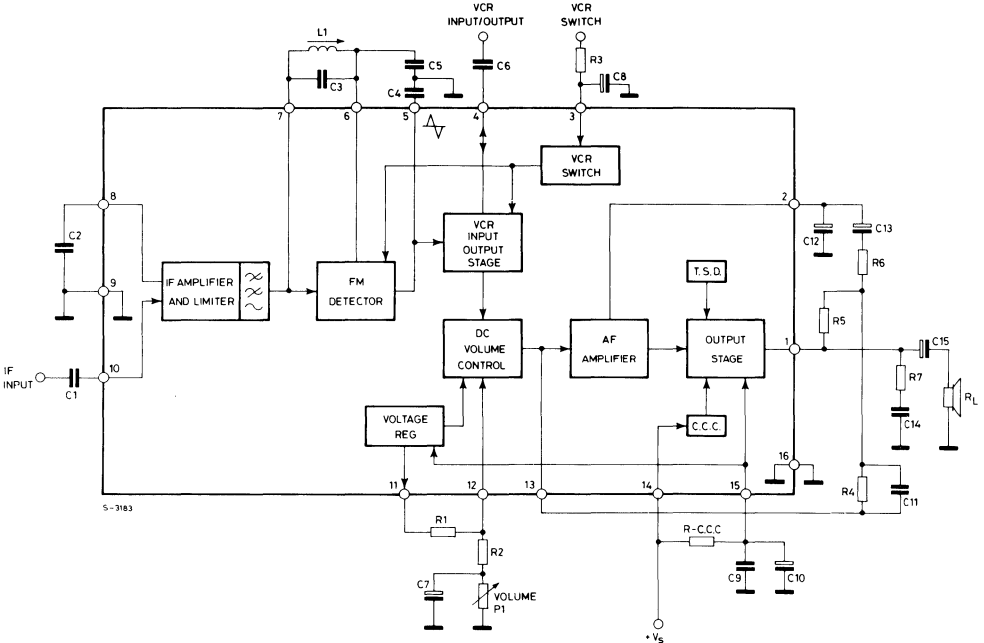 VCR
INPUT/OUTPUT
VCR
SWITCH
L1
R3
C3
C5
C4
C6
C8
7
6
5
4
3
VCR
SWITCH
8
2
C2
VCR
INPUT
OUTPUT
STAGE
C12
C13
R6
9
IF AMPLIFIER
AND LIMITER
FM
DETECTOR
T.S.D.
R5
DC
VOLUME
CONTROL
AF
AMPLIFIER
OUTPUT
STAGE
1
C15
IF
INPUT
C1
10
R7
RL
VOLTAGE
REG
C.C.C.
C14
16
11
12
13
14
15
R4
C11
S-3183
R1
R-C.C.C
R2
C7
VOLUME
P1
C9
C10
+Vs